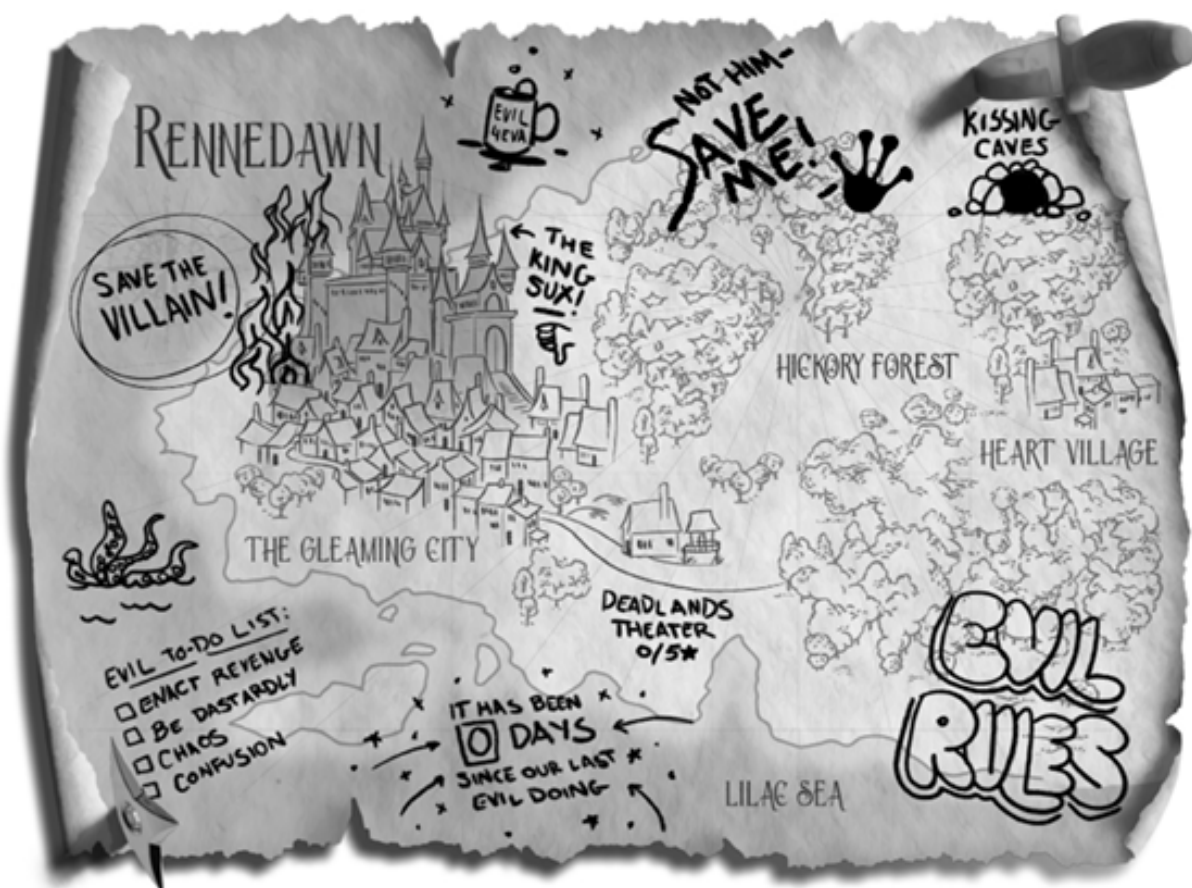 RENNEDAWN
EVIL
4EVA
NOT HIM-
SAVE
ME!
KISSING
CAVES
SAVE THE
VILLAIN!
THE
KING
SUX!
HICKORY FOREST
HEART VILLAGE
THE GLEAMING CITY
DEADLANDS
THEATER
0/5*
EVIL TO-DO LIST:
ENACT REVENGE
BE DASTARDLY
CHAOS
CONFUSION
IT HAS BEEN
0 DAYS
SINCE OUR LAST
EVIL DOING
LILAC SEA
EVIL
RULES